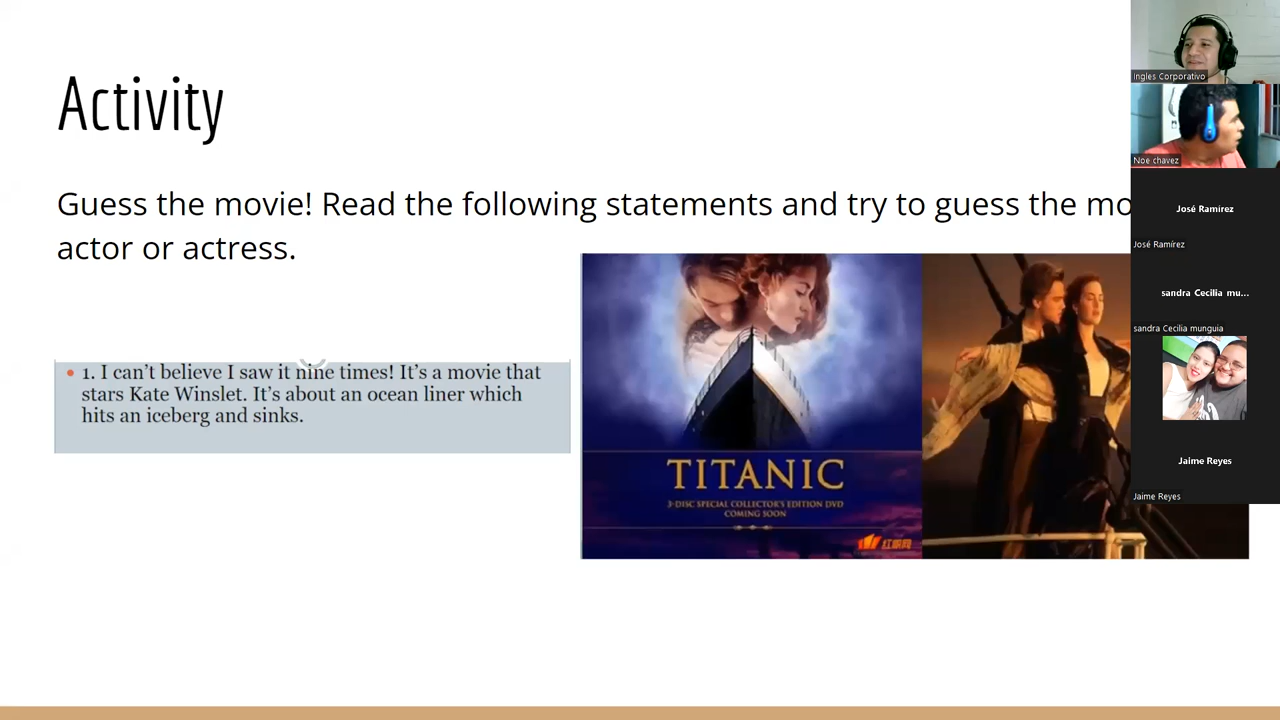 Activity
Guess the movie! Read the following statements and try to guess the mo
actor or actress.
• 1. I can't believe I saw it nine times! It's a movie that
stars Kate Winslet. It's about an ocean liner which
hits an iceberg and sinks.
TITANIC
3-DISC SPECIAL COLLECTOR'S EDITION DVD
COMING SOON
Ingles Corporativo
Noe chavez
José Ramírez
José Ramírez
sandra Cecilia mu...
sandra Cecilia munguia
Jaime Reyes
Jaime Reyes